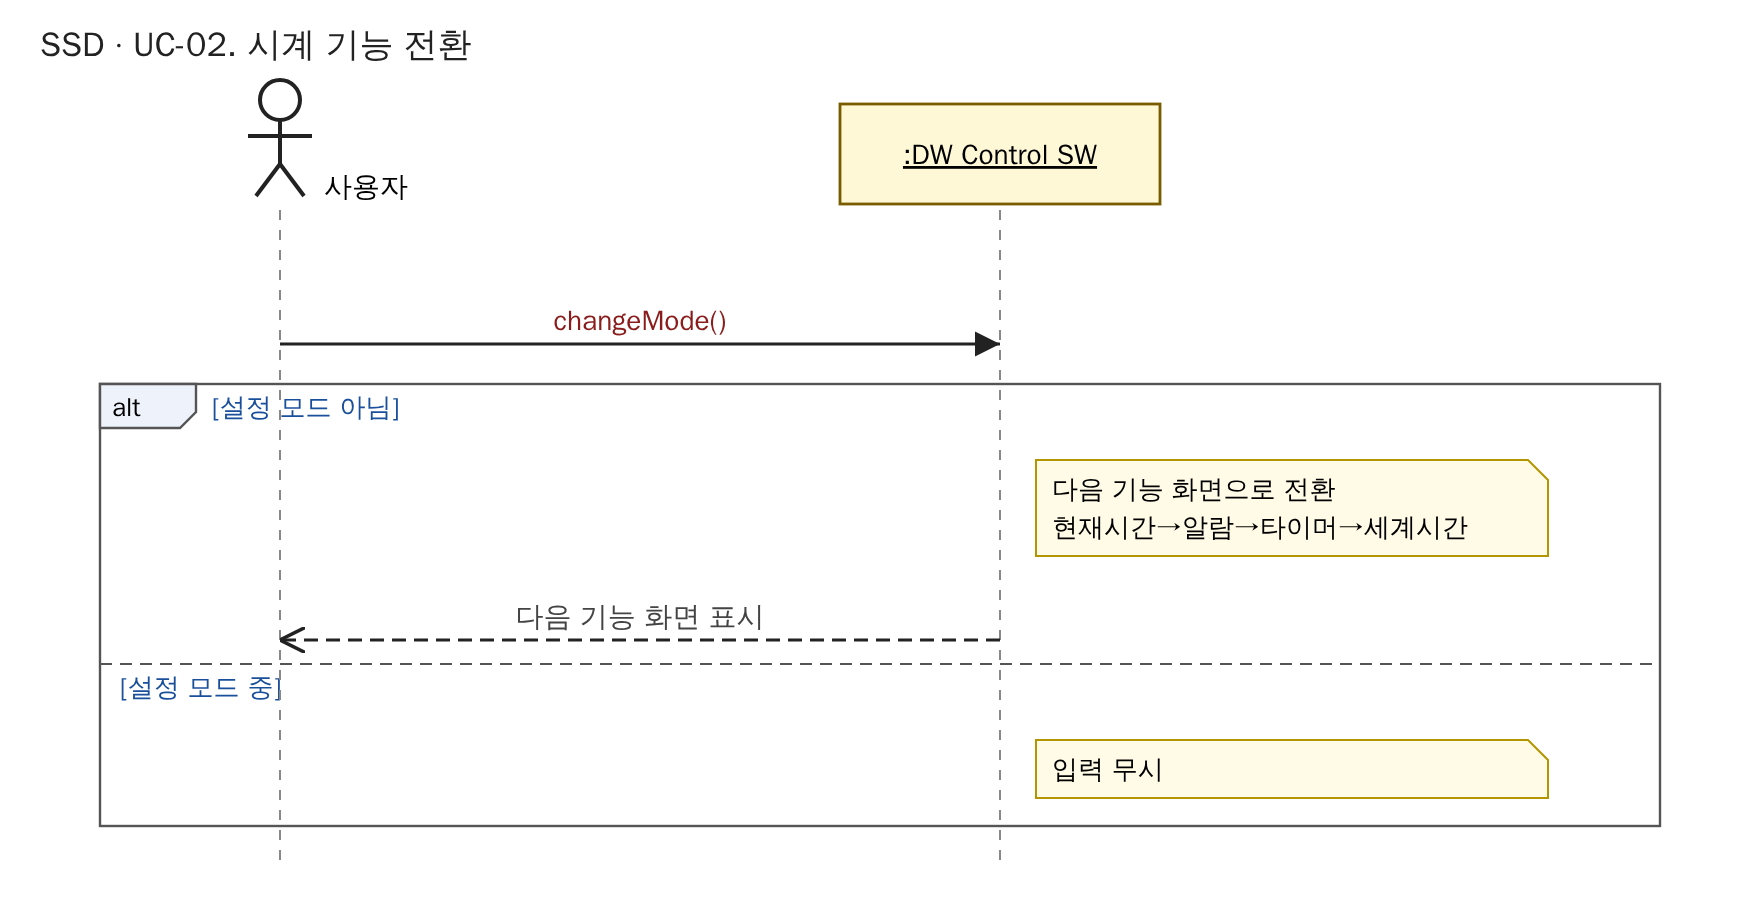 SSD · UC-02. 시계 기능 전환
사용자
:DW Control SW
changeMode()
alt
[설정 모드 아님]
다음 기능 화면으로 전환
현재시간→알람→타이머→세계시간
다음 기능 화면 표시
[설정 모드 중]
입력 무시